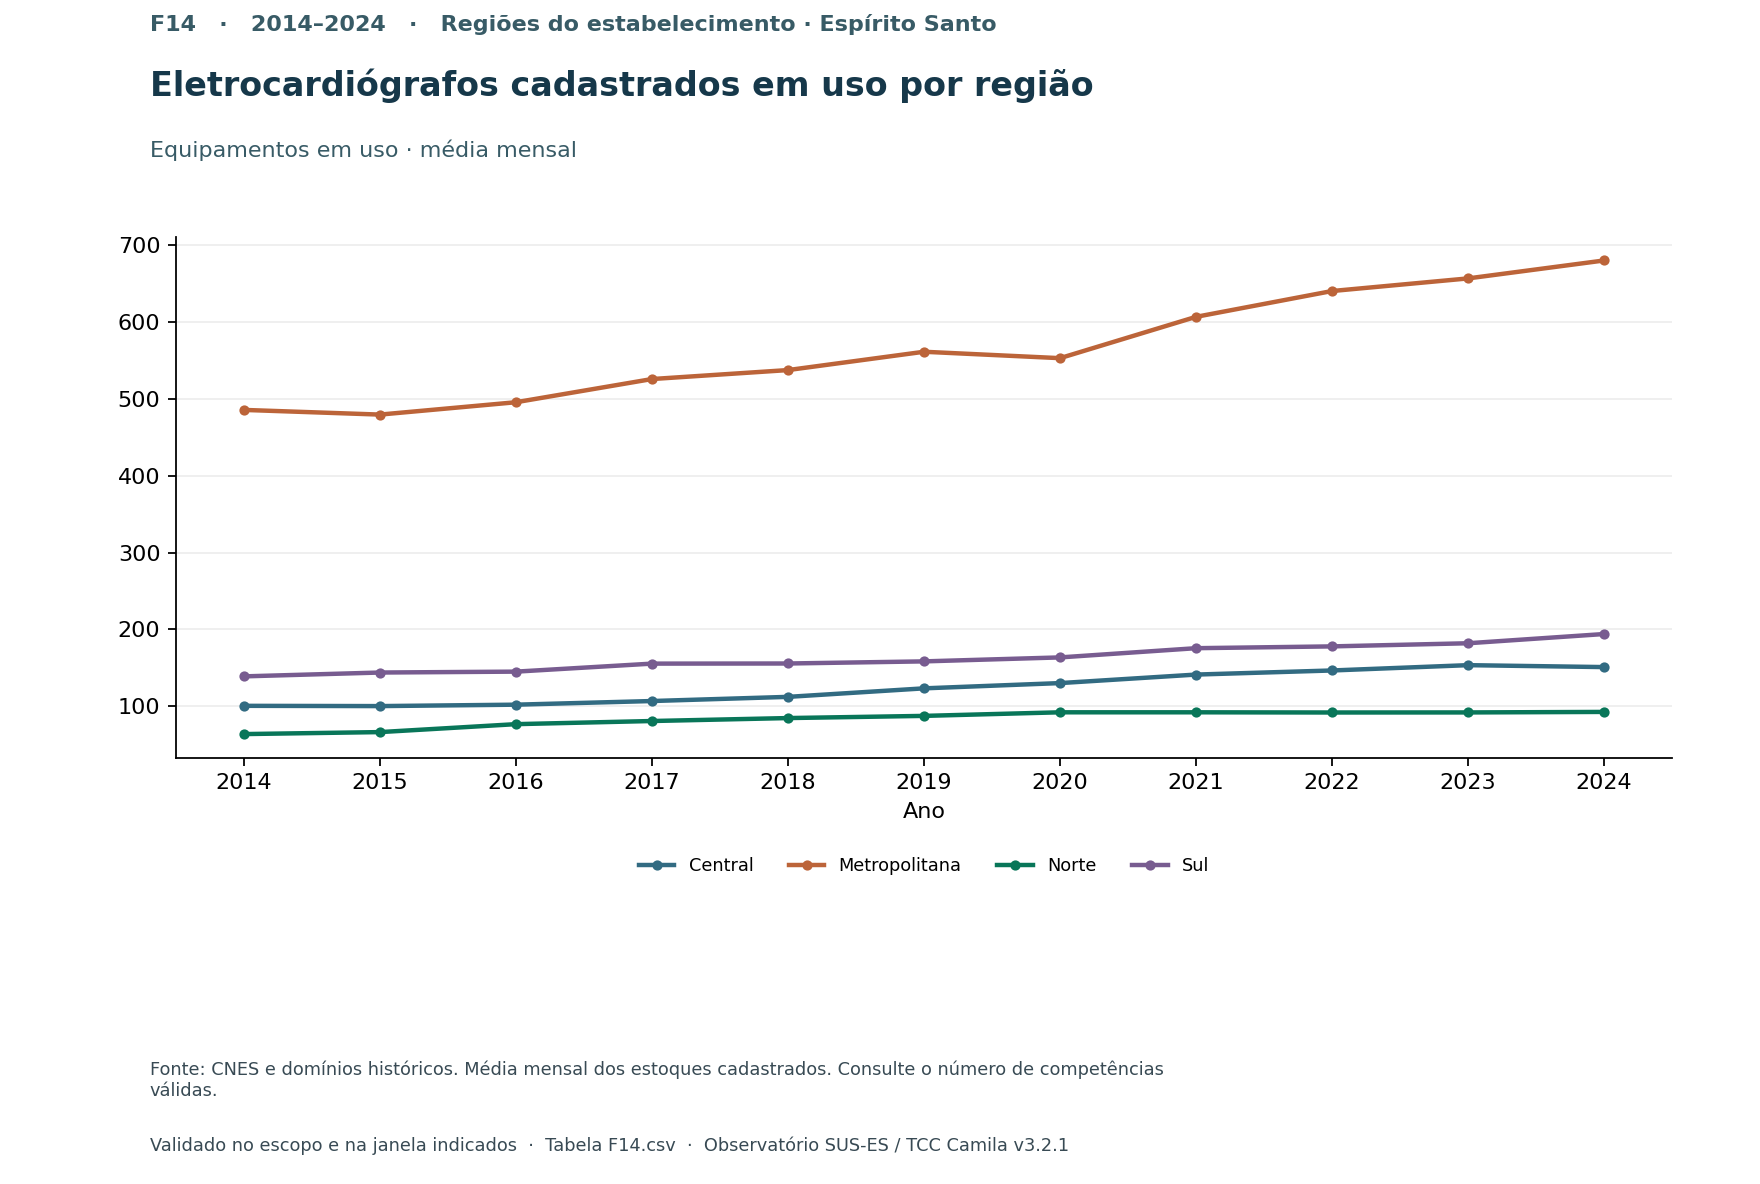 F14 · 2014–2024 · Regiões do estabelecimento · Espírito Santo
Eletrocardiógrafos cadastrados em uso por região
Equipamentos em uso · média mensal
700
600
500
400
300
200
100
2014 2015 2016 2017 2018 2019 2020 2021 2022 2023 2024
Ano
Central Metropolitana Norte Sul
Fonte: CNES e domínios históricos. Média mensal dos estoques cadastrados. Consulte o número de competências
válidas.
Validado no escopo e na janela indicados · Tabela F14.csv · Observatório SUS-ES / TCC Camila v3.2.1